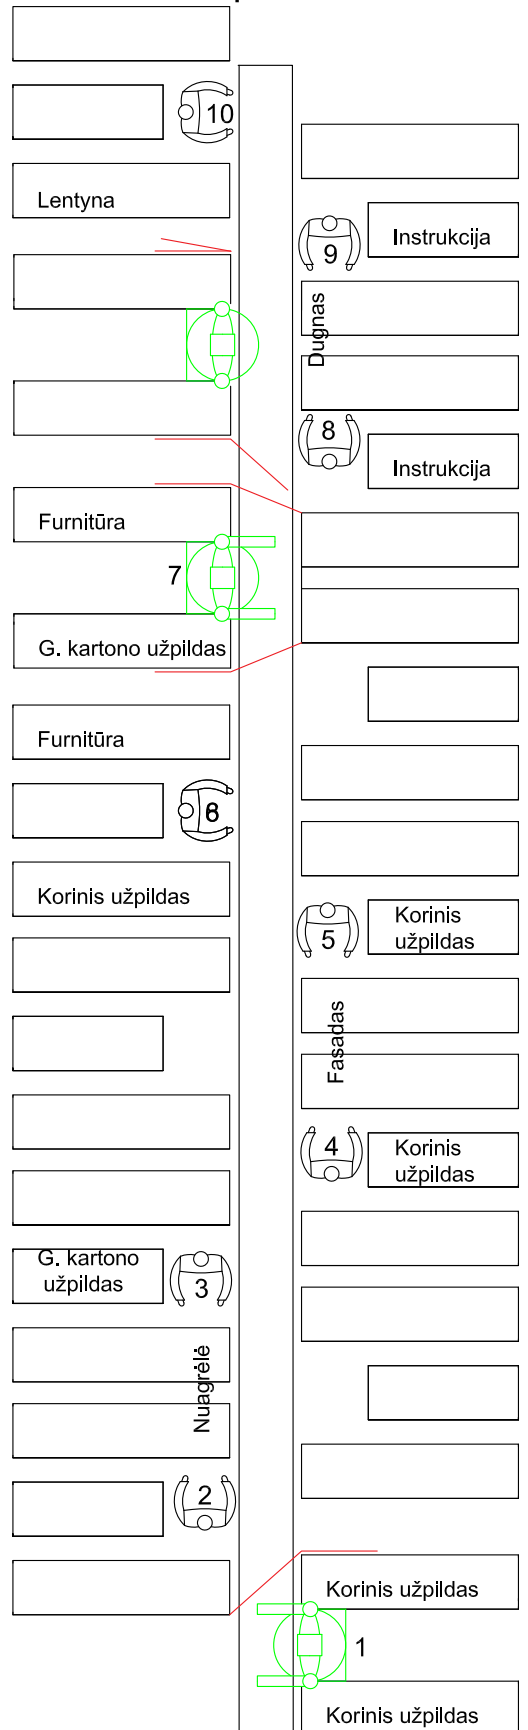 10
Lentyna
9
Instrukcija
Dugnas
8
Instrukcija
Furnitūra
7
G. kartono užpildas
Furnitūra
6
Korinis užpildas
5
Korinis
užpildas
Fasadas
4
Korinis
užpildas
G. kartono
užpildas
3
Nuagrėlė
2
Korinis užpildas
1
Korinis užpildas